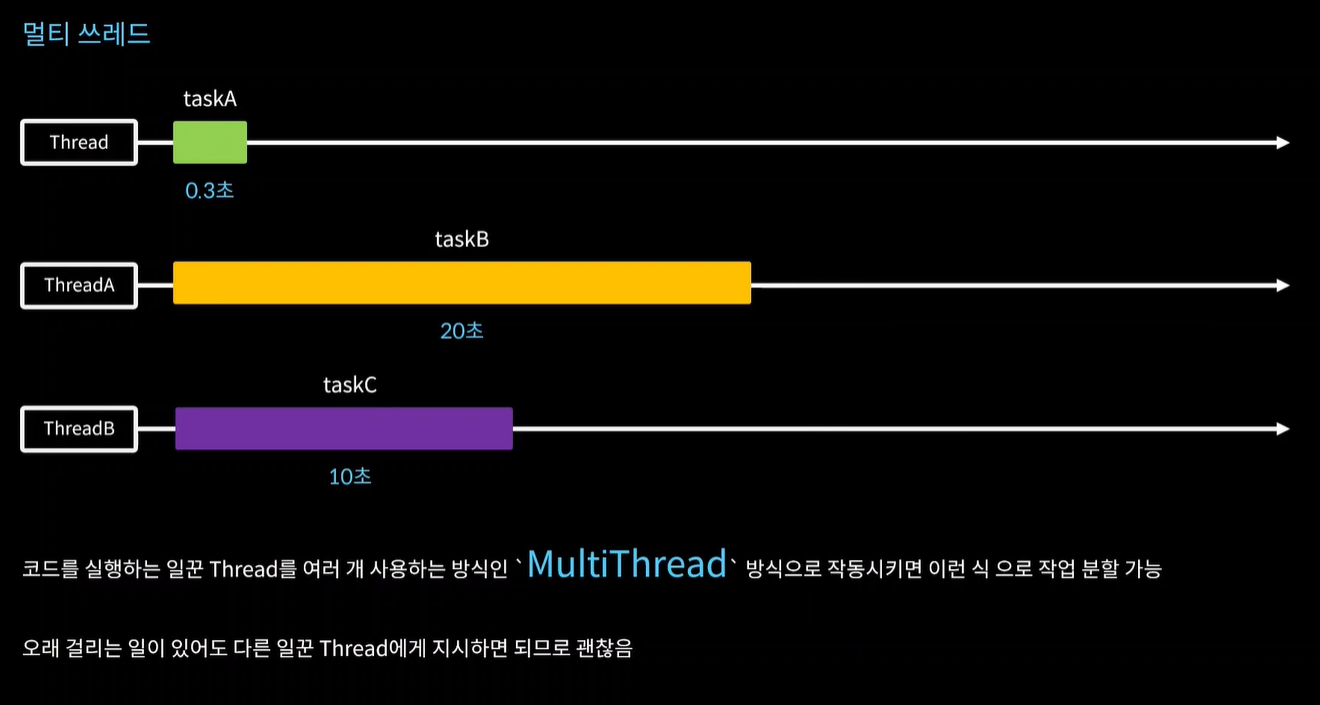 멀티 쓰레드
taskA
Thread
0.3초
taskB
ThreadA
20초
taskC
ThreadB
10초
코드를 실행하는 일꾼 Thread를 여러 개 사용하는 방식인 `MultiThread` 방식으로 작동시키면 이런 식 으로 작업 분할 가능
오래 걸리는 일이 있어도 다른 일꾼 Thread에게 지시하면 되므로 괜찮음